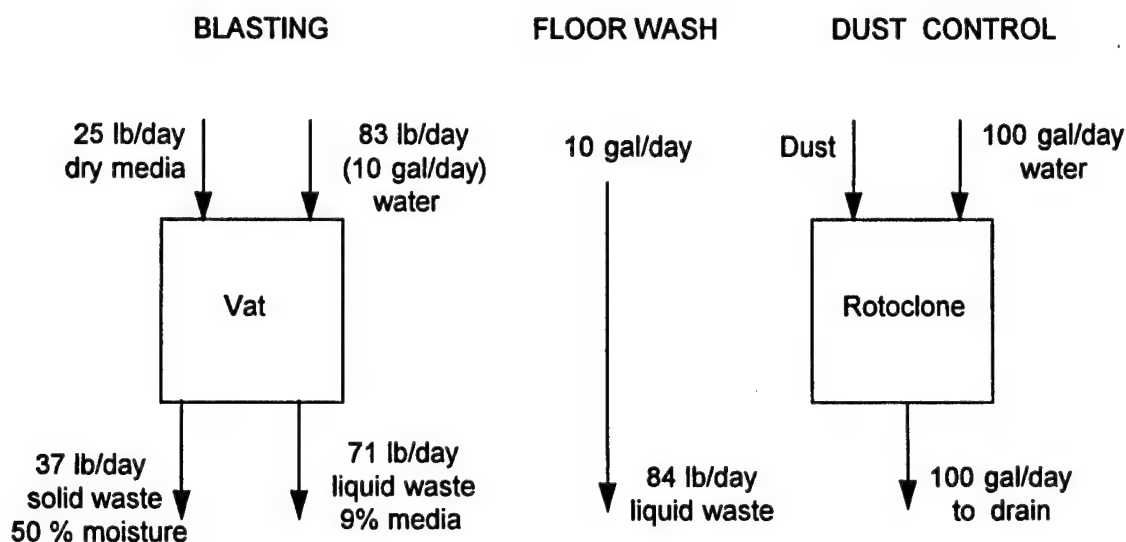 BLASTING
FLOOR WASH
DUST CONTROL
25 lb/day
dry media
83 lb/day
(10 gal/day)
water
10 gal/day
Dust
100 gal/day
water
Vat
Rotoclone
37 lb/day
solid waste
50 % moisture
71 lb/day
liquid waste
9% media
84 lb/day
liquid waste
100 gal/day
to drain